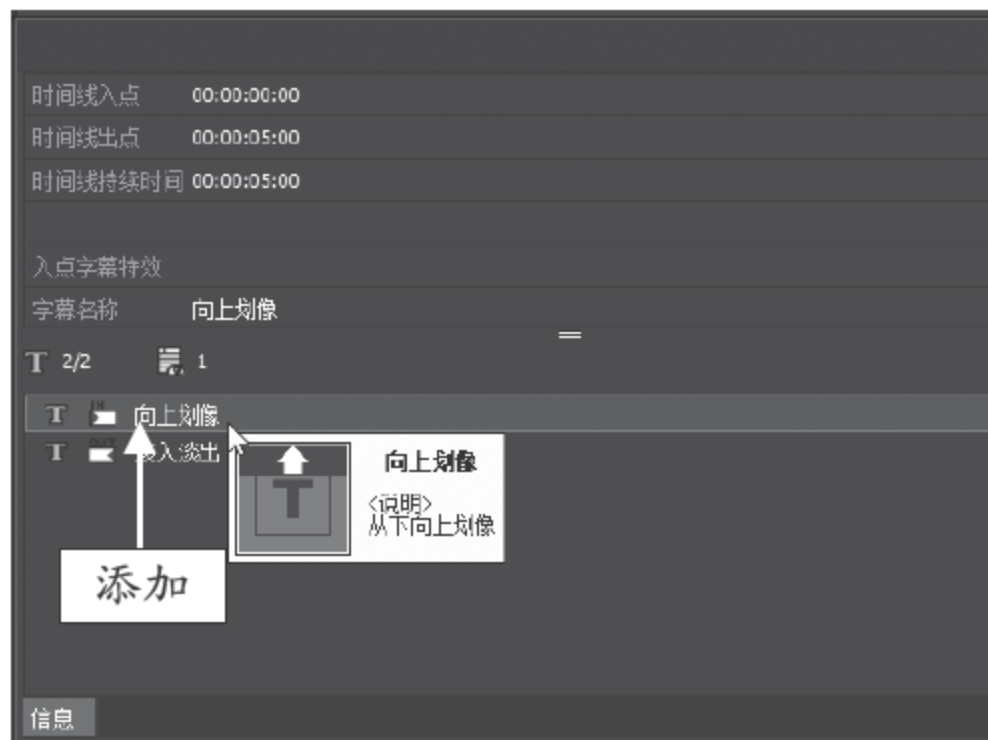 时间线入点 00:00:00:00
时间线出点 00:00:05:00
时间线持续时间 00:00:05:00
入点字幕特效
字幕名称 向上划像
T 2/2 1
T IN 向上划像
T OUT 入淡出
T
向上划像
<说明>
从下向上划像
添加
信息